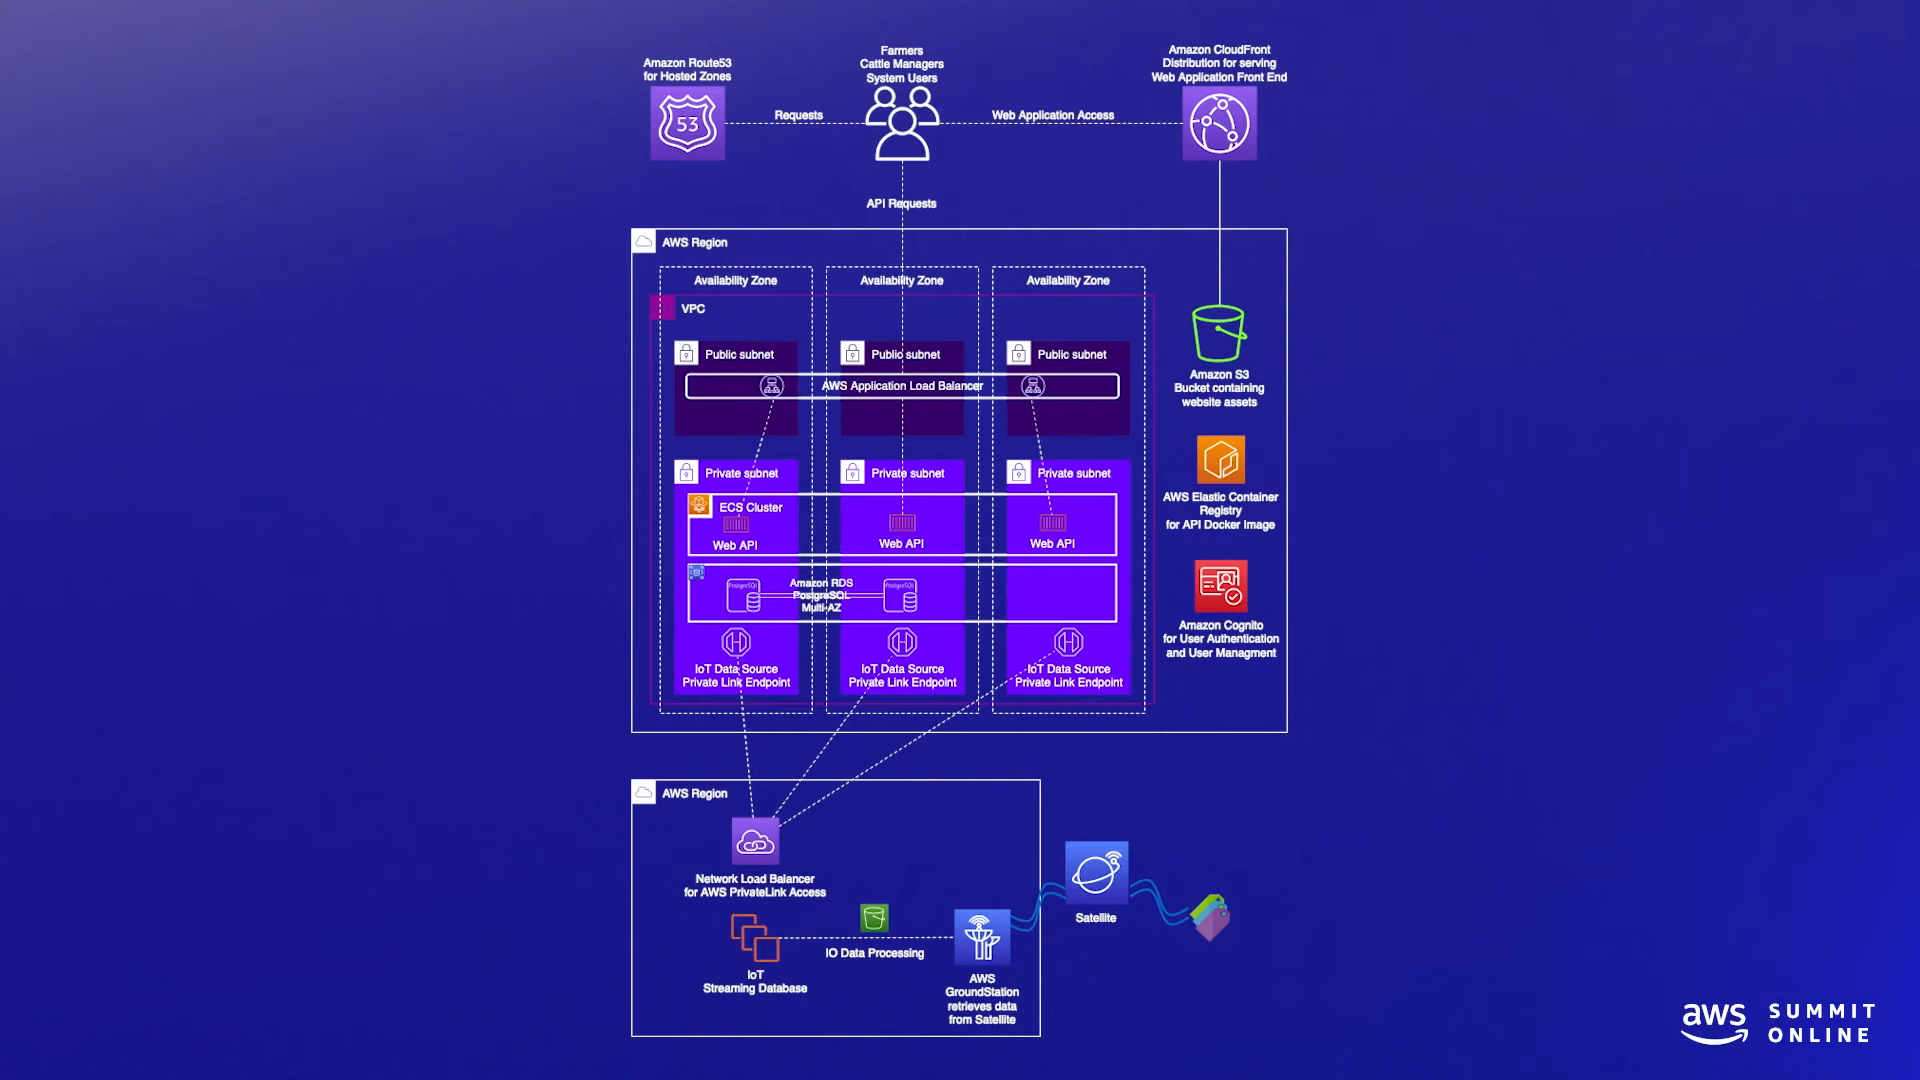 Amazon Route53
for Hosted Zones
53
Requests
Farmers
Cattle Managers
System Users
Web Application Access
Amazon CloudFront
Distribution for serving
Web Application Front End
API Requests
AWS Region
Availability Zone
Availability Zone
Availability Zone
VPC
Public subnet
Public subnet
Public subnet
AWS Application Load Balancer
Private subnet
Private subnet
Private subnet
ECS Cluster
Web API
Web API
Web API
PostgreSQL
Amazon RDS
PostgreSQL
Multi-AZ
PostgreSQL
IoT Data Source
Private Link Endpoint
IoT Data Source
Private Link Endpoint
IoT Data Source
Private Link Endpoint
Amazon S3
Bucket containing
website assets
AWS Elastic Container
Registry
for API Docker Image
Amazon Cognito
for User Authentication
and User Managment
AWS Region
Network Load Balancer
for AWS PrivateLink Access
IoT
Streaming Database
IO Data Processing
AWS
GroundStation
retrieves data
from Satellite
Satellite
aws SUMMIT
ONLINE